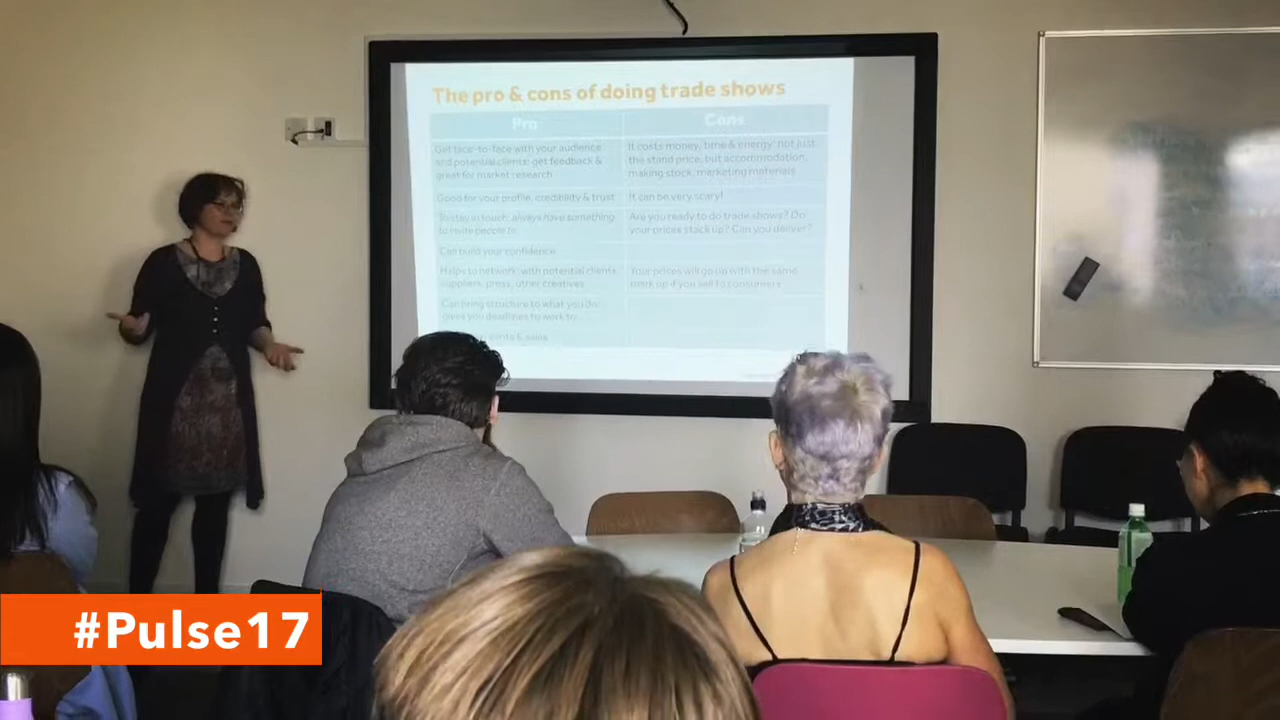 The pro & cons of doing trade shows
Pro
Cons
Get face-to-face with your audience
and potential clients: get feedback &
great for market research
It costs money, time & energy: not just
the stand price, but accommodation,
making stock, marketing materials
Good for your profile, credibility & trust
It can be very scary!
To stay in touch: always have something
to invite people to
Are you ready to do trade shows? Do
your prices stack up? Can you deliver?
Can build your confidence
Helps to network: with potential clients,
suppliers, press, other creatives
Your prices will go up with the same
mark up if you sell to consumers
Can bring structure to what you do:
gives you deadlines to work to
& sales
#Pulse17